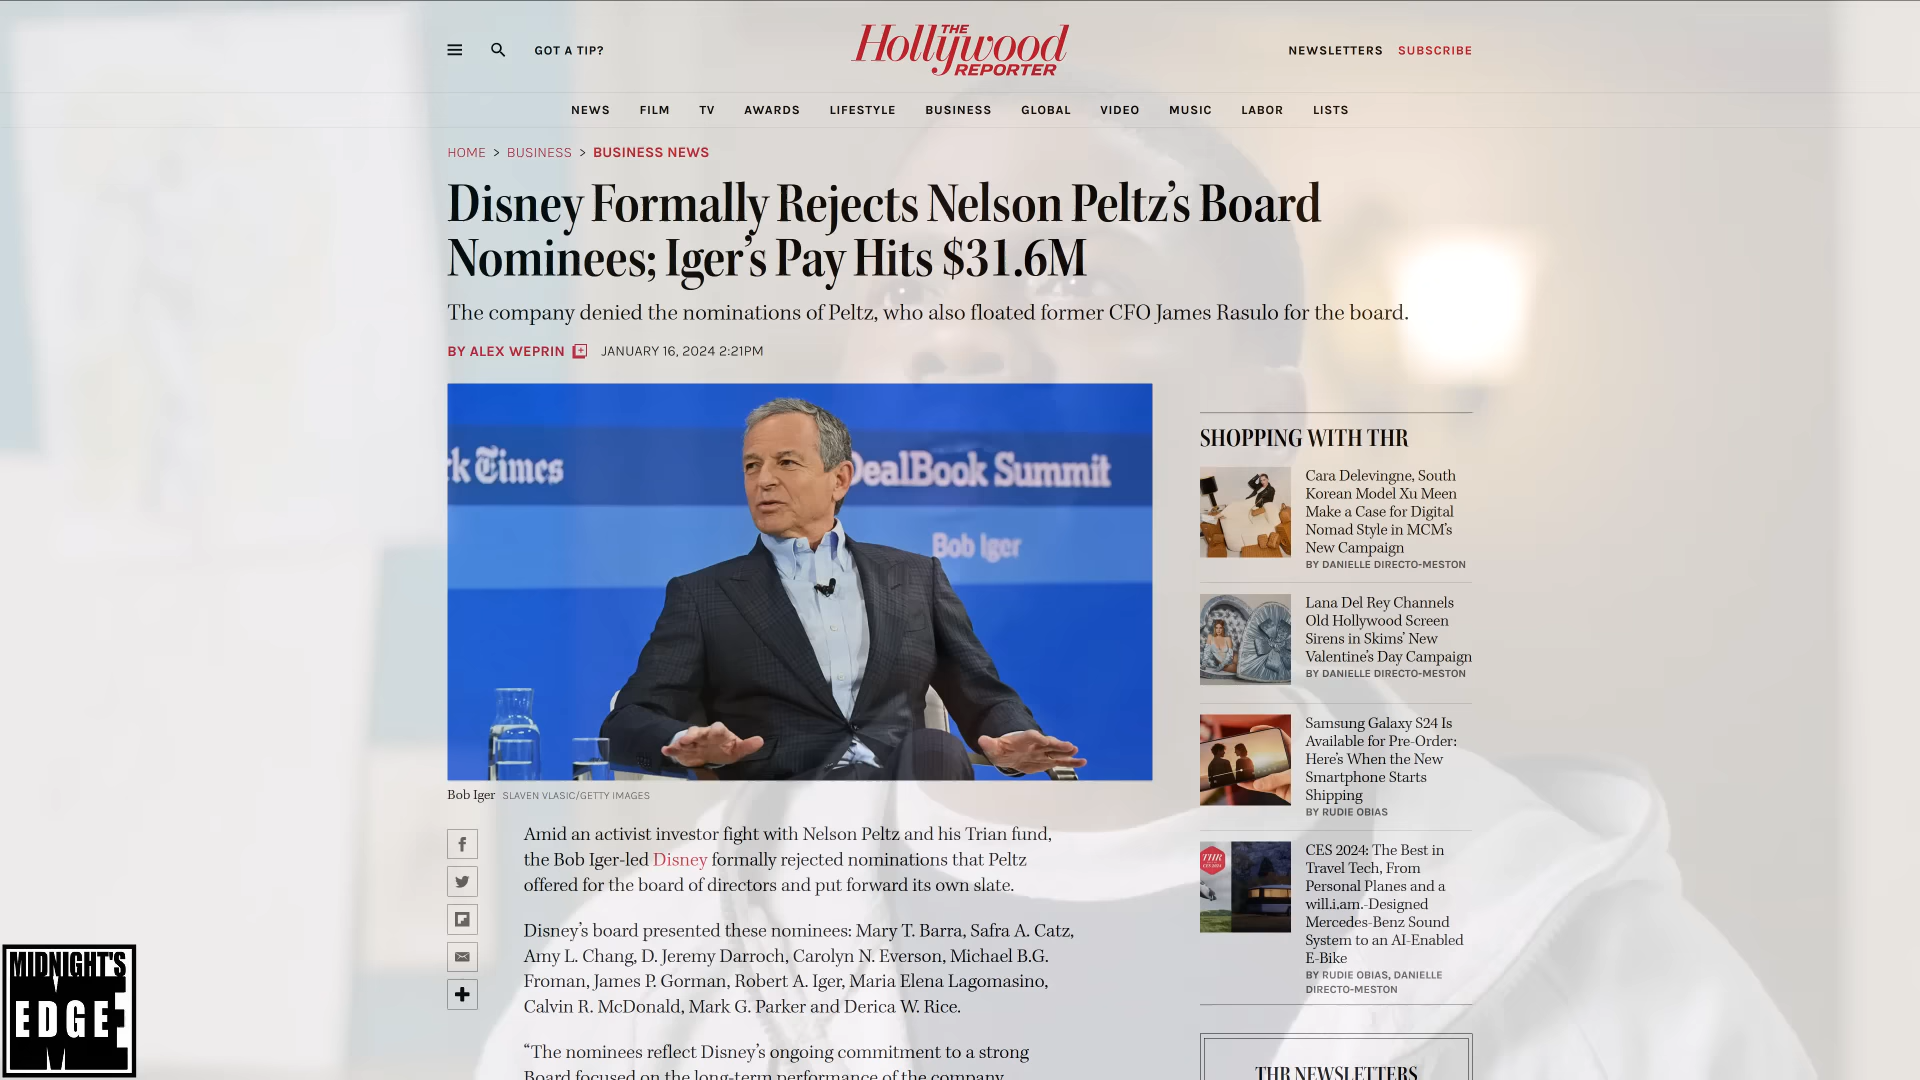 GOT A TIP?
THE
Hollywood
REPORTER
NEWSLETTERS SUBSCRIBE
NEWS FILM TV AWARDS LIFESTYLE BUSINESS GLOBAL VIDEO MUSIC LABOR LISTS
HOME > BUSINESS > BUSINESS NEWS
Disney Formally Rejects Nelson Peltz’s Board
Nominees; Iger’s Pay Hits $31.6M
The company denied the nominations of Peltz, who also floated former CFO James Rasulo for the board.
BY ALEX WEPRIN JANUARY 16, 2024 2:21PM
rk Times
DealBook Summit
Bob Iger
Bob Iger SLAVEN VLASIC/GETTY IMAGES
Amid an activist investor fight with Nelson Peltz and his Trian fund,
the Bob Iger-led Disney formally rejected nominations that Peltz
offered for the board of directors and put forward its own slate.
Disney’s board presented these nominees: Mary T. Barra, Safra A. Catz,
Amy L. Chang, D. Jeremy Darroch, Carolyn N. Everson, Michael B.G.
Froman, James P. Gorman, Robert A. Iger, Maria Elena Lagomasino,
Calvin R. McDonald, Mark G. Parker and Derica W. Rice.
“The nominees reflect Disney’s ongoing commitment to a strong
Board focused on the long-term performance of the company,
SHOPPING WITH THR
Cara Delevingne, South
Korean Model Xu Meen
Make a Case for Digital
Nomad Style in MCM’s
New Campaign
BY DANIELLE DIRECTO-MESTON
Lana Del Rey Channels
Old Hollywood Screen
Sirens in Skims’ New
Valentine’s Day Campaign
BY DANIELLE DIRECTO-MESTON
Samsung Galaxy S24 Is
Available for Pre-Order:
Here’s When the New
Smartphone Starts
Shipping
BY RUDIE OBIAS
THR
CES 2024: The Best in
Travel Tech, From
Personal Planes and a
will.i.am.-Designed
Mercedes-Benz Sound
System to an AI-Enabled
E-Bike
BY RUDIE OBIAS, DANIELLE
DIRECTO-MESTON
THR NEWSLETTERS
MIDNIGHT'S
EDGE